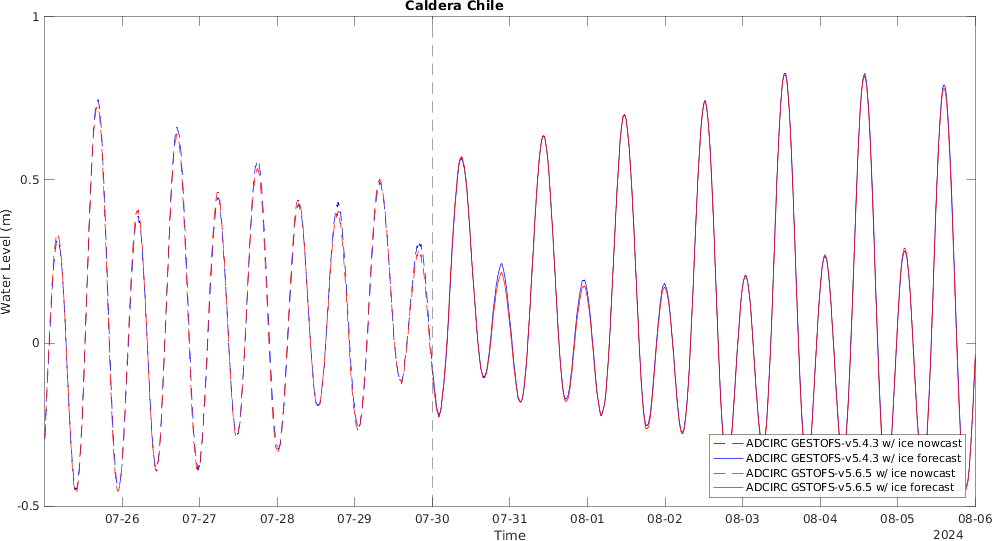 Caldera Chile
1
0.5
0
-0.5
Water Level (m)
ADCIRC GESTOFS-v5.4.3 w/ ice nowcast
ADCIRC GESTOFS-v5.4.3 w/ ice forecast
ADCIRC GSTOFS-v5.6.5 w/ ice nowcast
ADCIRC GSTOFS-v5.6.5 w/ ice forecast
07-26 07-27 07-28 07-29 07-30 07-31 08-01 08-02 08-03 08-04 08-05 08-06
Time
2024